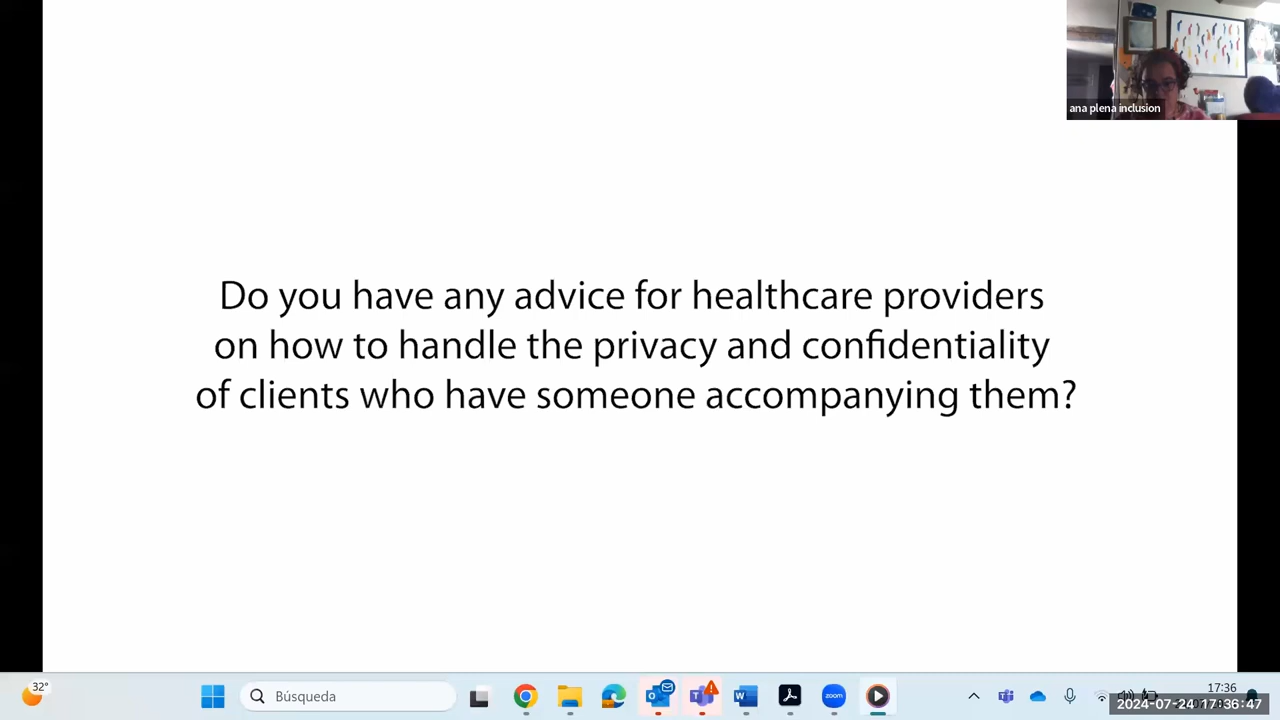 ana plena inclusion
Do you have any advice for healthcare providers
on how to handle the privacy and confidentiality
of clients who have someone accompanying them?
32°
Búsqueda
zoom
17:36
2024-07-24 17:36:47